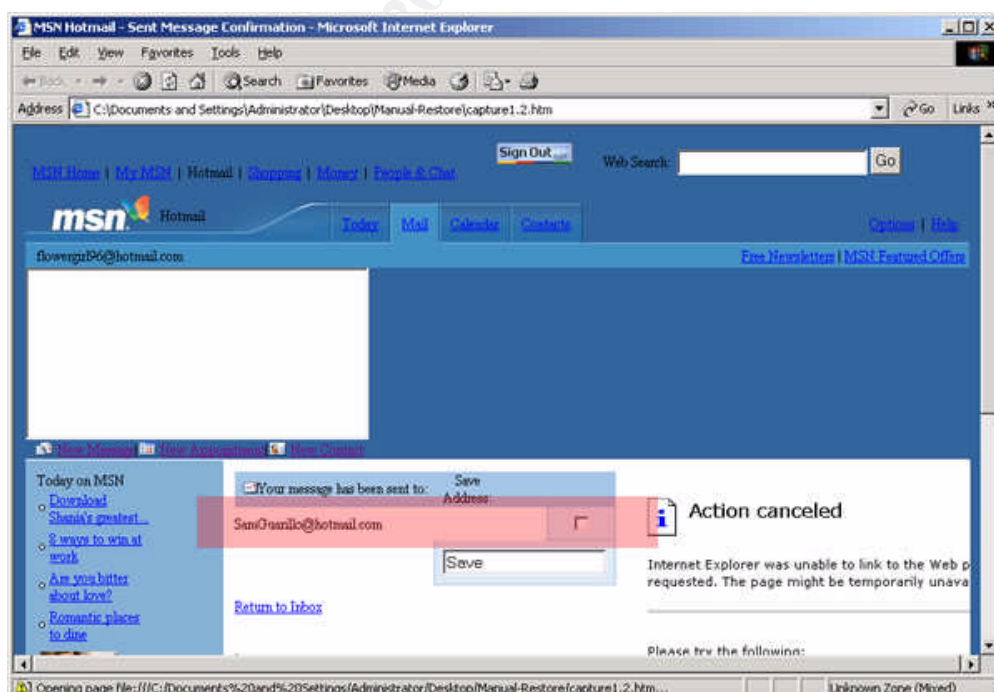 MSN Hotmail - Sent Message Confirmation - Microsoft Internet Explorer
File Edit View Favorites Tools Help
Back Search Favorites Media
Address C:\Documents and Settings\Administrator\Desktop\Manual-Restore\capture1.2.htm Go Links
MSN Home | My MSN | Hotmail | Shopping | Money | People & Chat Sign Out Web Search: Go
msn Hotmail Today Mail Calendar Contacts Options | Help
flowergirl96@hotmail.com Free Newsletters | MSN Featured Offers
New Message New Appointment New Contact
Today on MSN
Download
Shania's greatest...
8 ways to win at
work
Are you bitter
about love?
Romantic places
to dine
Your message has been sent to: Save
Address:
SamGuarillo@hotmail.com
Save
Return to Inbox
Action canceled
Internet Explorer was unable to link to the Web p
requested. The page might be temporarily unava
Please try the following:
Opening page file:///C:/Documents%20and%20Settings/Administrator/Desktop/Manual-Restore/capture1.2.htm... Unknown Zone (Mixed)